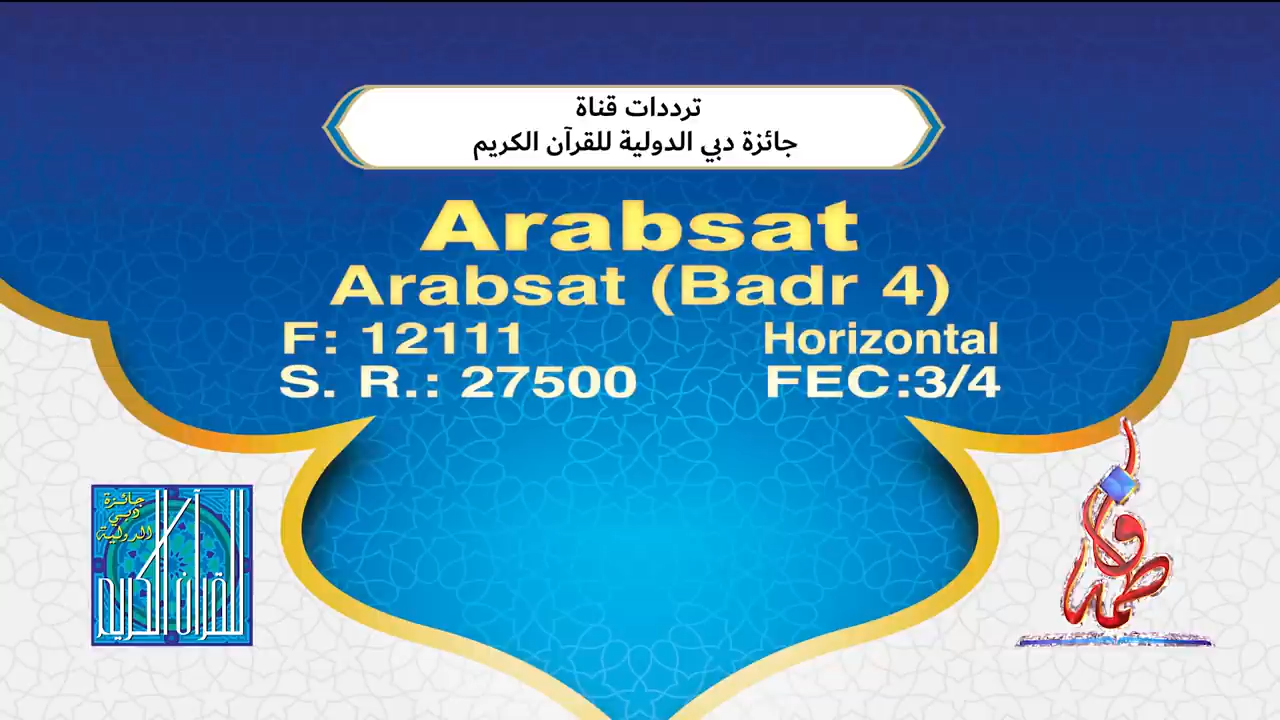 ترددات قناة
جائزة دبي الدولية للقرآن الكريم
Arabsat
Arabsat (Badr 4)
F: 12111 Horizontal
S. R.: 27500 FEC:3/4
جائزة
دبي
الدولية
للقرآن الكريم
فاطمة